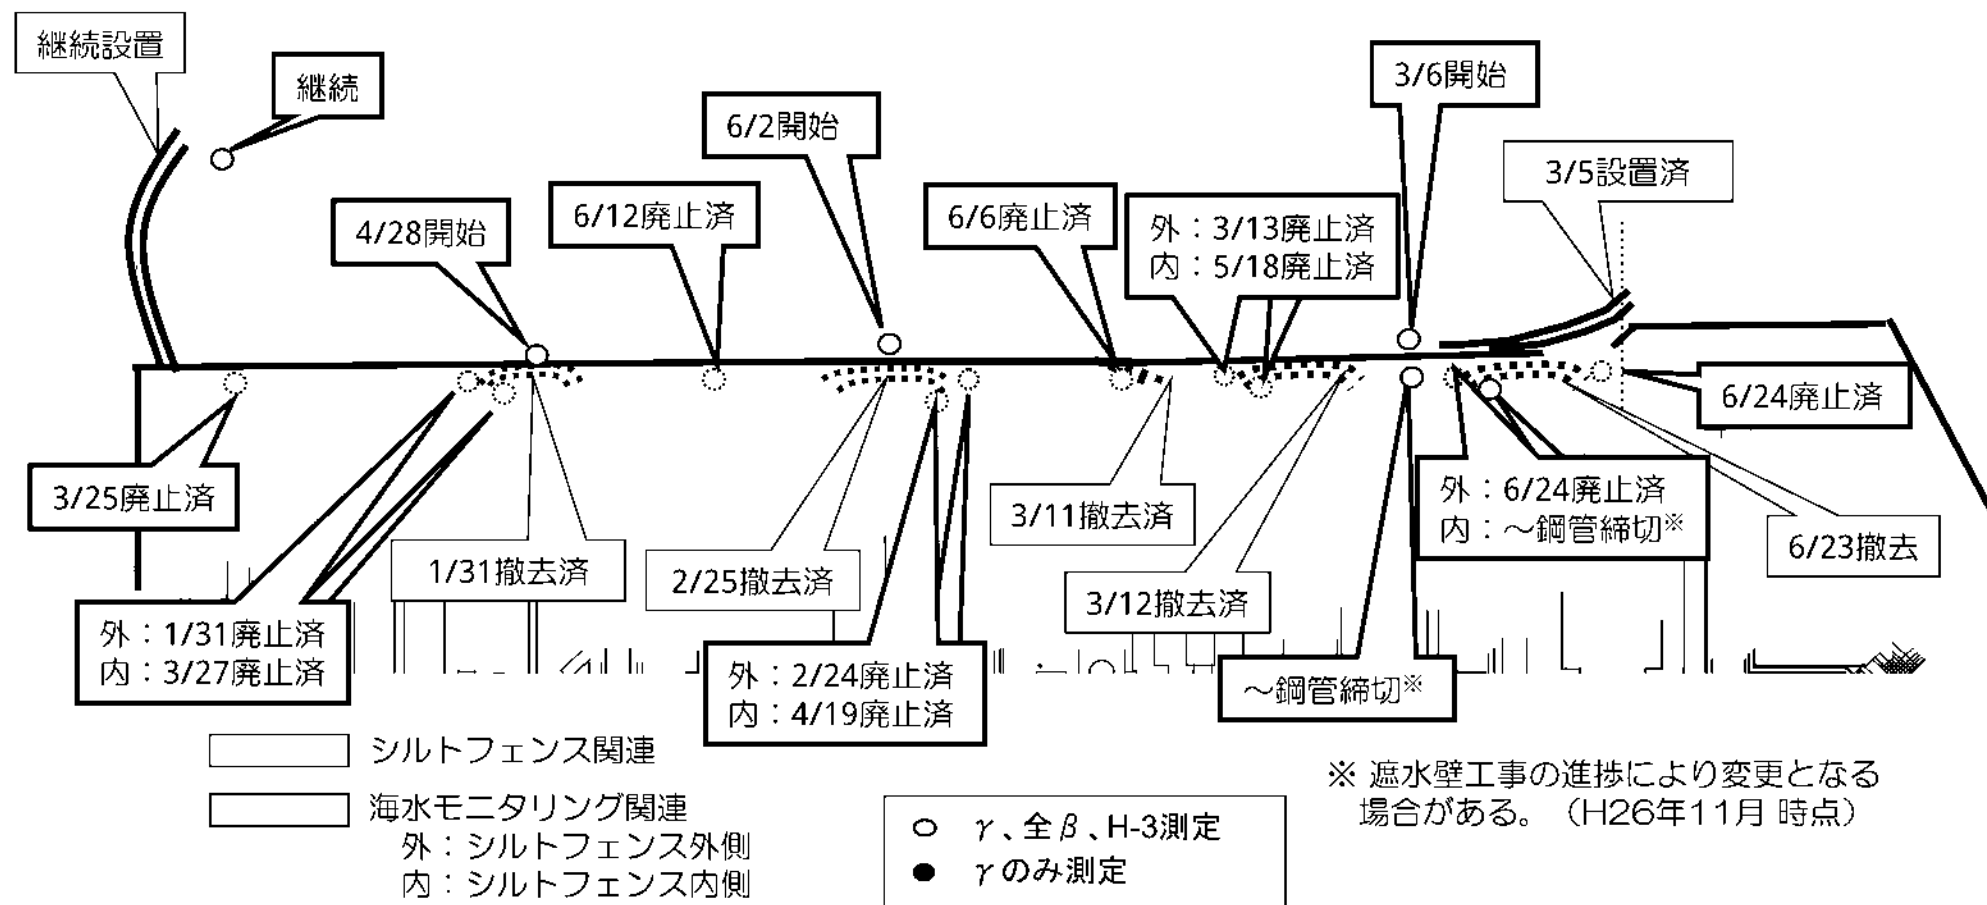 継続設置
継続
3/6開始
6/2開始
3/5設置済
4/28開始
6/12廃止済
6/6廃止済
外：3/13廃止済
内：5/18廃止済
6/24廃止済
3/25廃止済
3/11撤去済
外：6/24廃止済
内：～鋼管締切※
6/23撤去
1/31撤去済
2/25撤去済
3/12撤去済
外：1/31廃止済
内：3/27廃止済
外：2/24廃止済
内：4/19廃止済
～鋼管締切※
シルトフェンス関連
海水モニタリング関連
外：シルトフェンス外側
内：シルトフェンス内側
γ、全β、H-3測定
γのみ測定
※ 遮水壁工事の進捗により変更となる
場合がある。（H26年11月 時点）